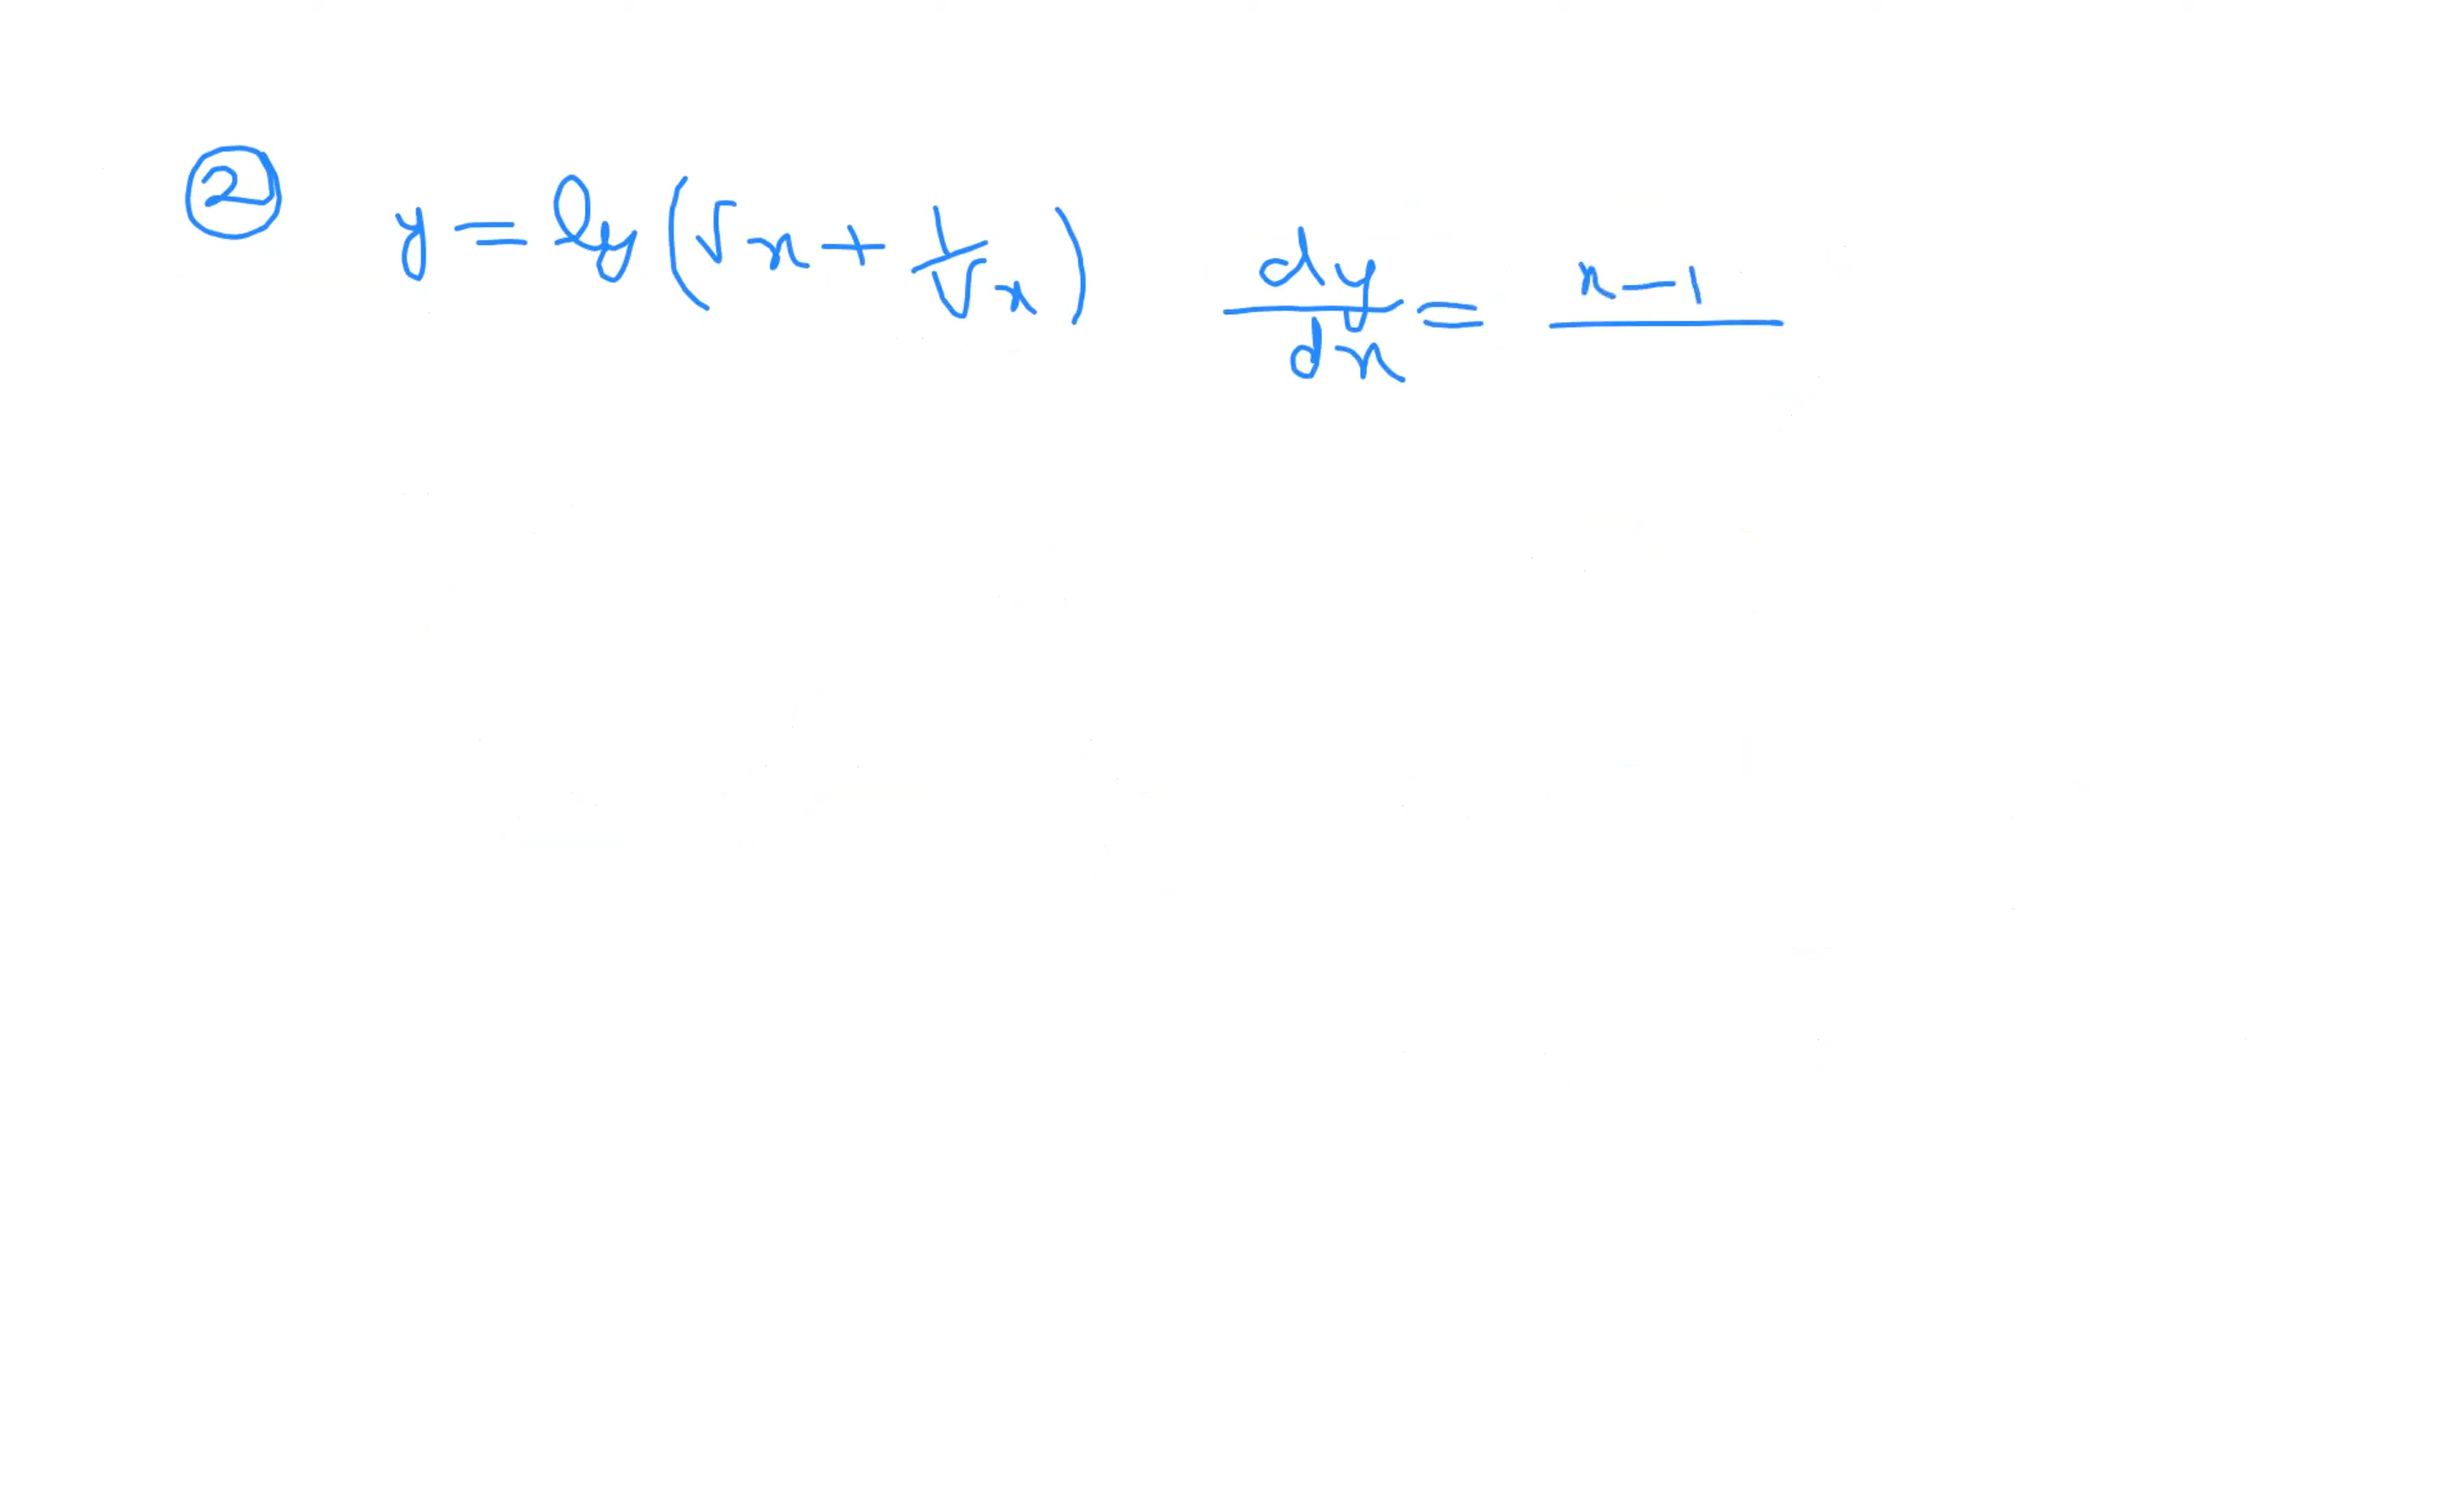 ② y = log (√x + 1/√x) dy/dx = x-1/